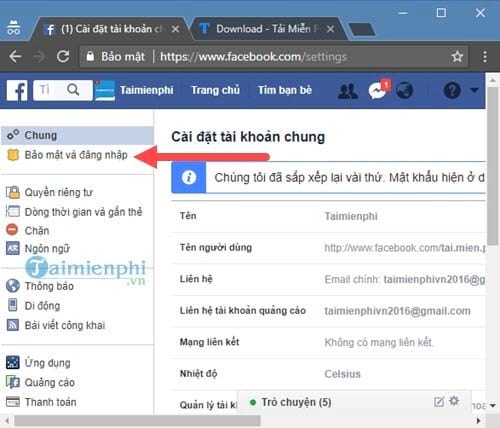 (1) Cài đặt tài khoản ch
Download - Tải Miễn P
Bảo mật
https://www.facebook.com/settings
Taimienphi
Trang chủ
Tìm bạn bè
1
Chung
Bảo mật và đăng nhập
Quyền riêng tư
Dòng thời gian và gắn thẻ
Chặn
Ngôn ngữ
Taimienphi
.vn
Thông báo
Di động
Bài viết công khai
Ứng dụng
Quảng cáo
Thanh toán
Cài đặt tài khoản chung
Chúng tôi đã sắp xếp lại vài thứ. Mật khẩu hiện ở d
Tên Taimienphi
Tên người dùng http://www.facebook.com/tai.mien.p
Liên hệ Email chính: taimienphivn2016@g
Liên hệ tài khoản quảng cáo taimienphivn2016@gmail.com
Mạng liên kết Không có mạng liên kết.
Nhiệt độ Celsius
Quản lý tài kh
Trò chuyện (5)